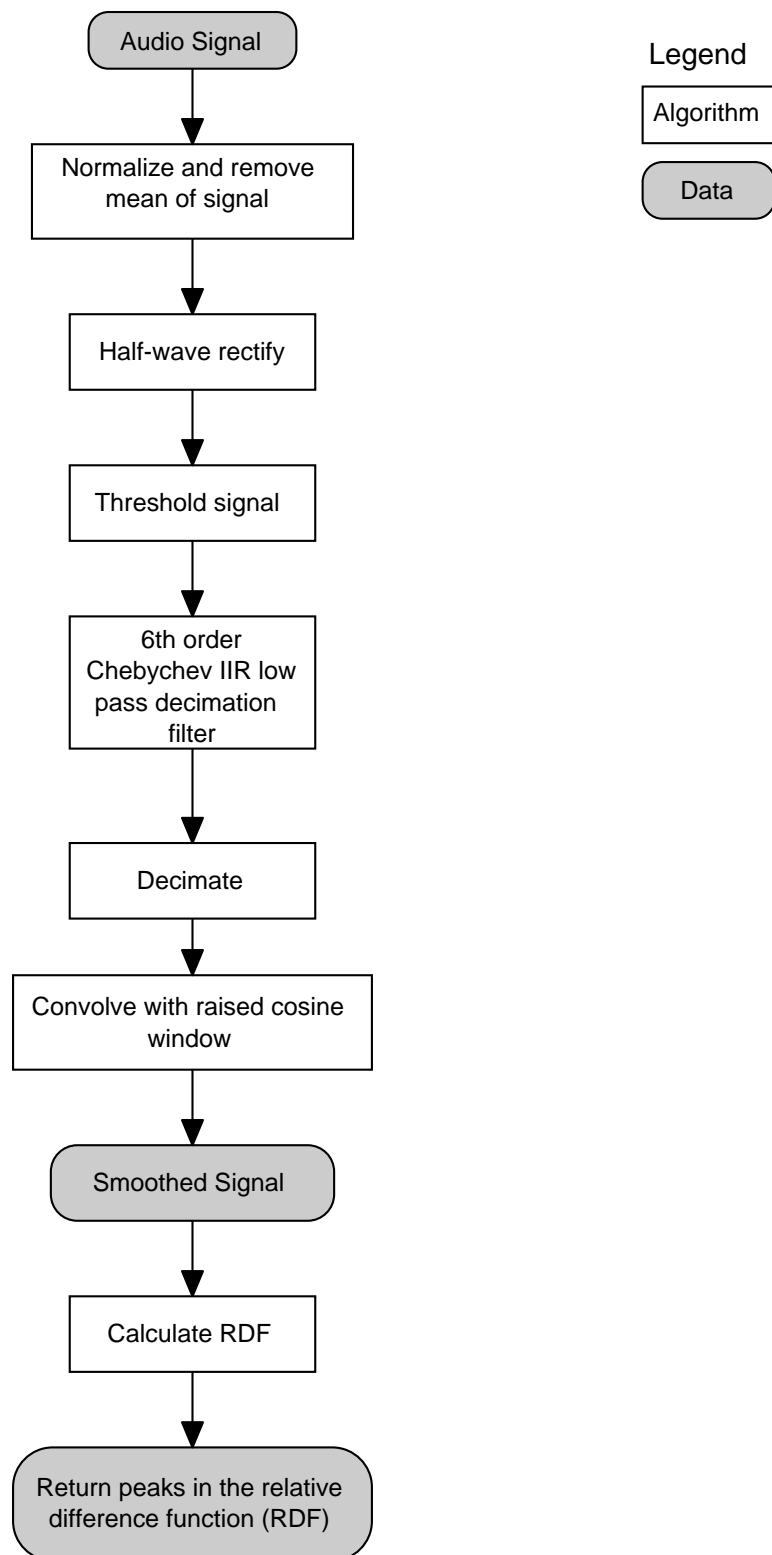 Audio Signal
Legend
Algorithm
Data
Normalize and remove
mean of signal
Half-wave rectify
Threshold signal
6th order
Chebychev IIR low
pass decimation
filter
Decimate
Convolve with raised cosine
window
Smoothed Signal
Calculate RDF
Return peaks in the relative
difference function (RDF)